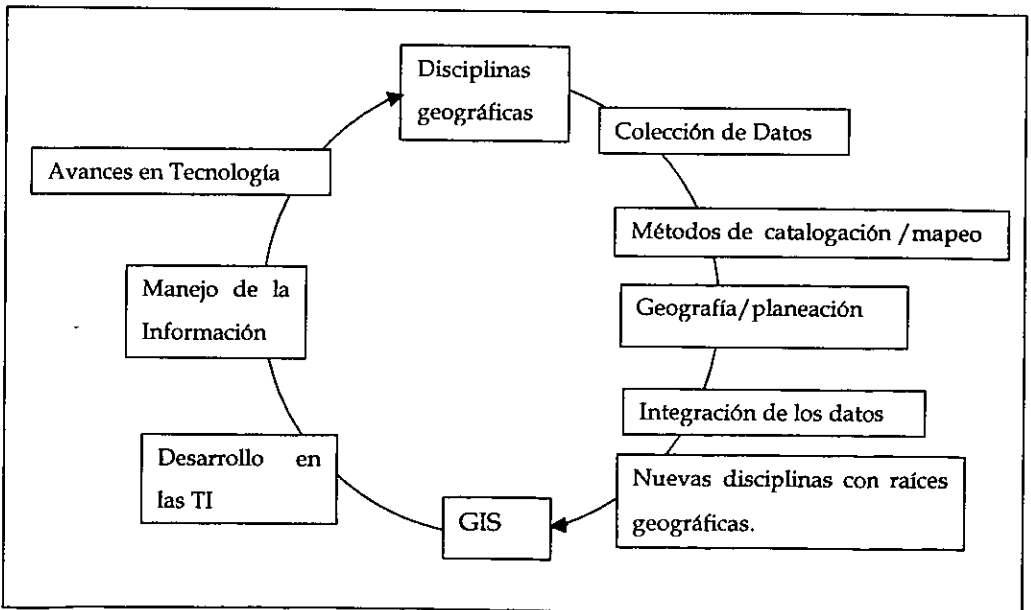 Disciplinas
geográficas
Colección de Datos
Métodos de catalogación / mapeo
Geografía/planeación
Integración de los datos
Nuevas disciplinas con raíces
geográficas.
GIS
Desarrollo en
las TI
Manejo de la
Información
Avances en Tecnología